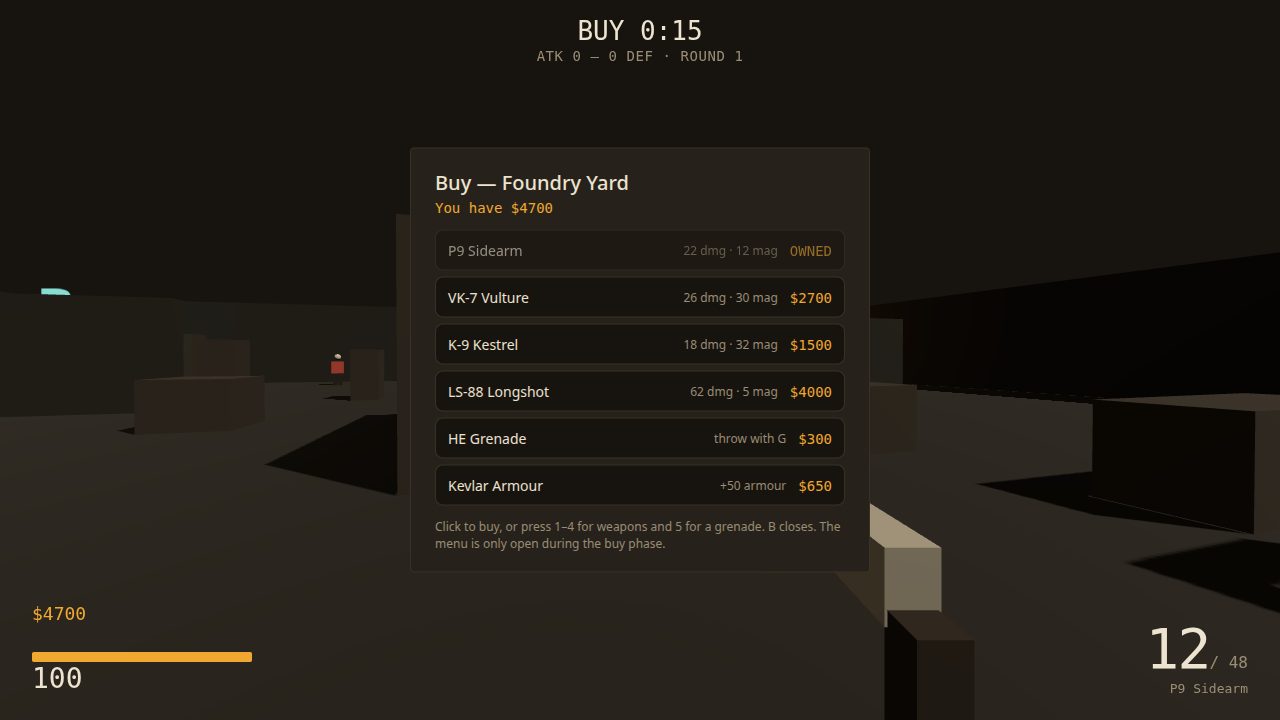 BUY 0:15
ATK 0 — 0 DEF · ROUND 1
Buy — Foundry Yard
You have $4700
P9 Sidearm 22 dmg · 12 mag OWNED
VK-7 Vulture 26 dmg · 30 mag $2700
K-9 Kestrel 18 dmg · 32 mag $1500
LS-88 Longshot 62 dmg · 5 mag $4000
HE Grenade throw with G $300
Kevlar Armour +50 armour $650
Click to buy, or press 1–4 for weapons and 5 for a grenade. B closes. The
menu is only open during the buy phase.
$4700
100
12 / 48
P9 Sidearm